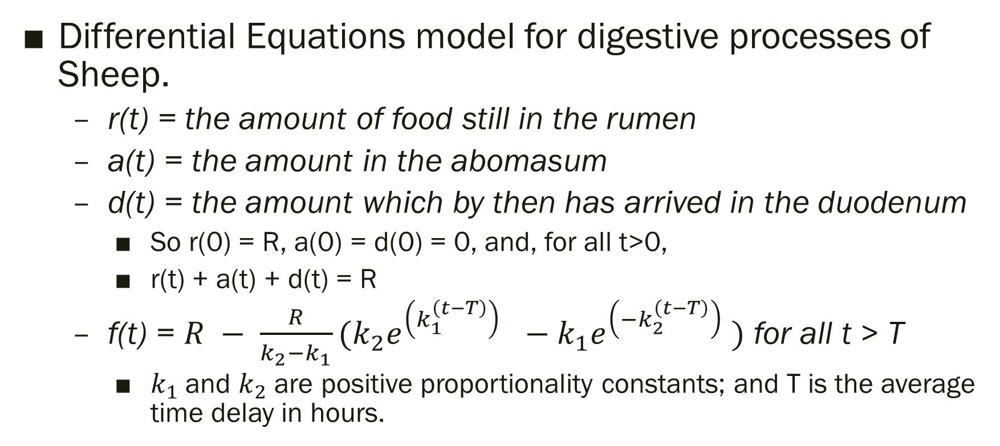 ■ Differential Equations model for digestive processes of
Sheep.
– r(t) = the amount of food still in the rumen
– a(t) = the amount in the abomasum
– d(t) = the amount which by then has arrived in the duodenum
■ So r(0) = R, a(0) = d(0) = 0, and, for all t>0,
■ r(t) + a(t) + d(t) = R
– f(t) = $R - \frac{R}{k_2-k_1}(k_2e^{\left(k_1^{(t-T)}\right)} - k_1e^{\left(-k_2^{(t-T)}\right)})$ for all t > T
■ $k_1$ and $k_2$ are positive proportionality constants; and T is the average
time delay in hours.